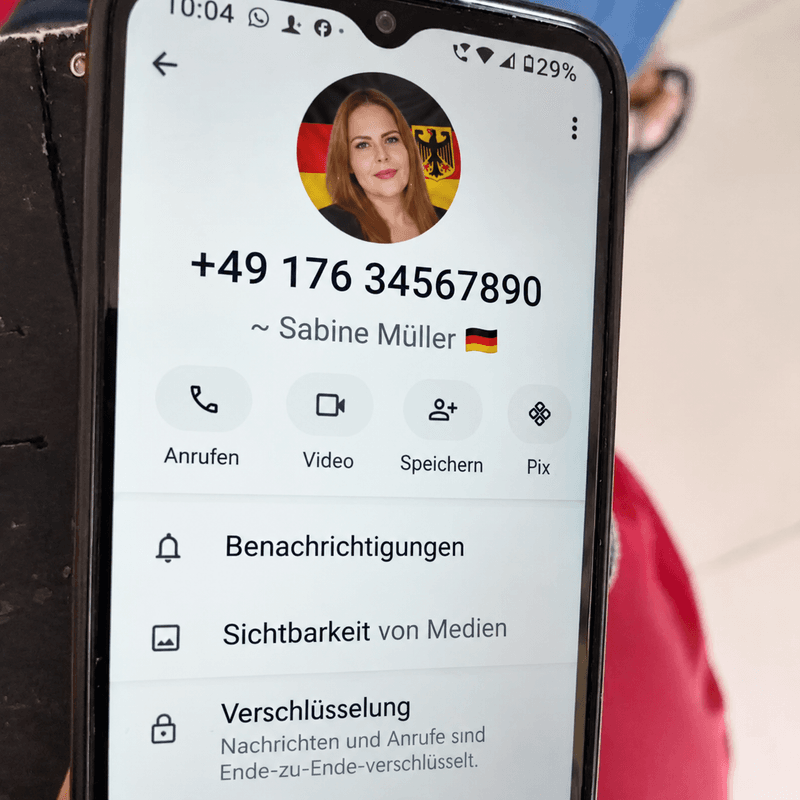 10:04
29%
+49 176 34567890
~ Sabine Müller 🇩🇪
Anrufen
Video
Speichern
Pix
Benachrichtigungen
Sichtbarkeit von Medien
Verschlüsselung
Nachrichten und Anrufe sind
Ende-zu-Ende-verschlüsselt.